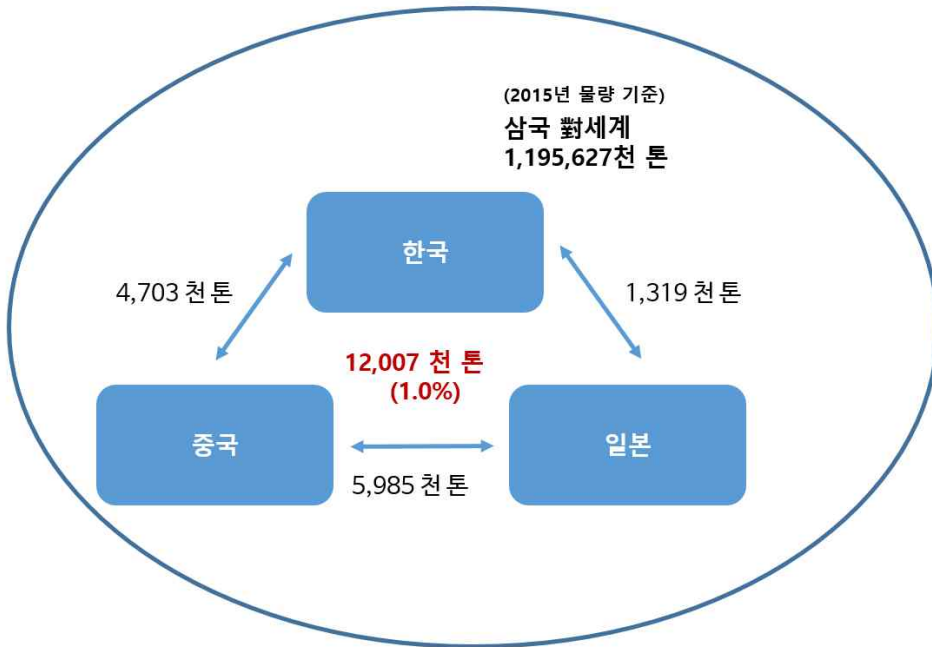 (2015년 물량 기준)
삼국 對세계
1,195,627천 톤
한국
4,703 천 톤
1,319 천 톤
12,007 천 톤
(1.0%)
중국
일본
5,985 천 톤